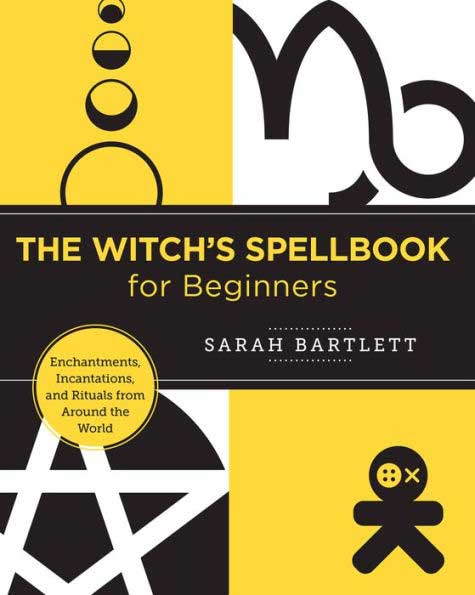 THE WITCH'S SPELLBOOK
for Beginners
SARAH BARTLETT
Enchantments,
Incantations,
and Rituals from
Around the
World